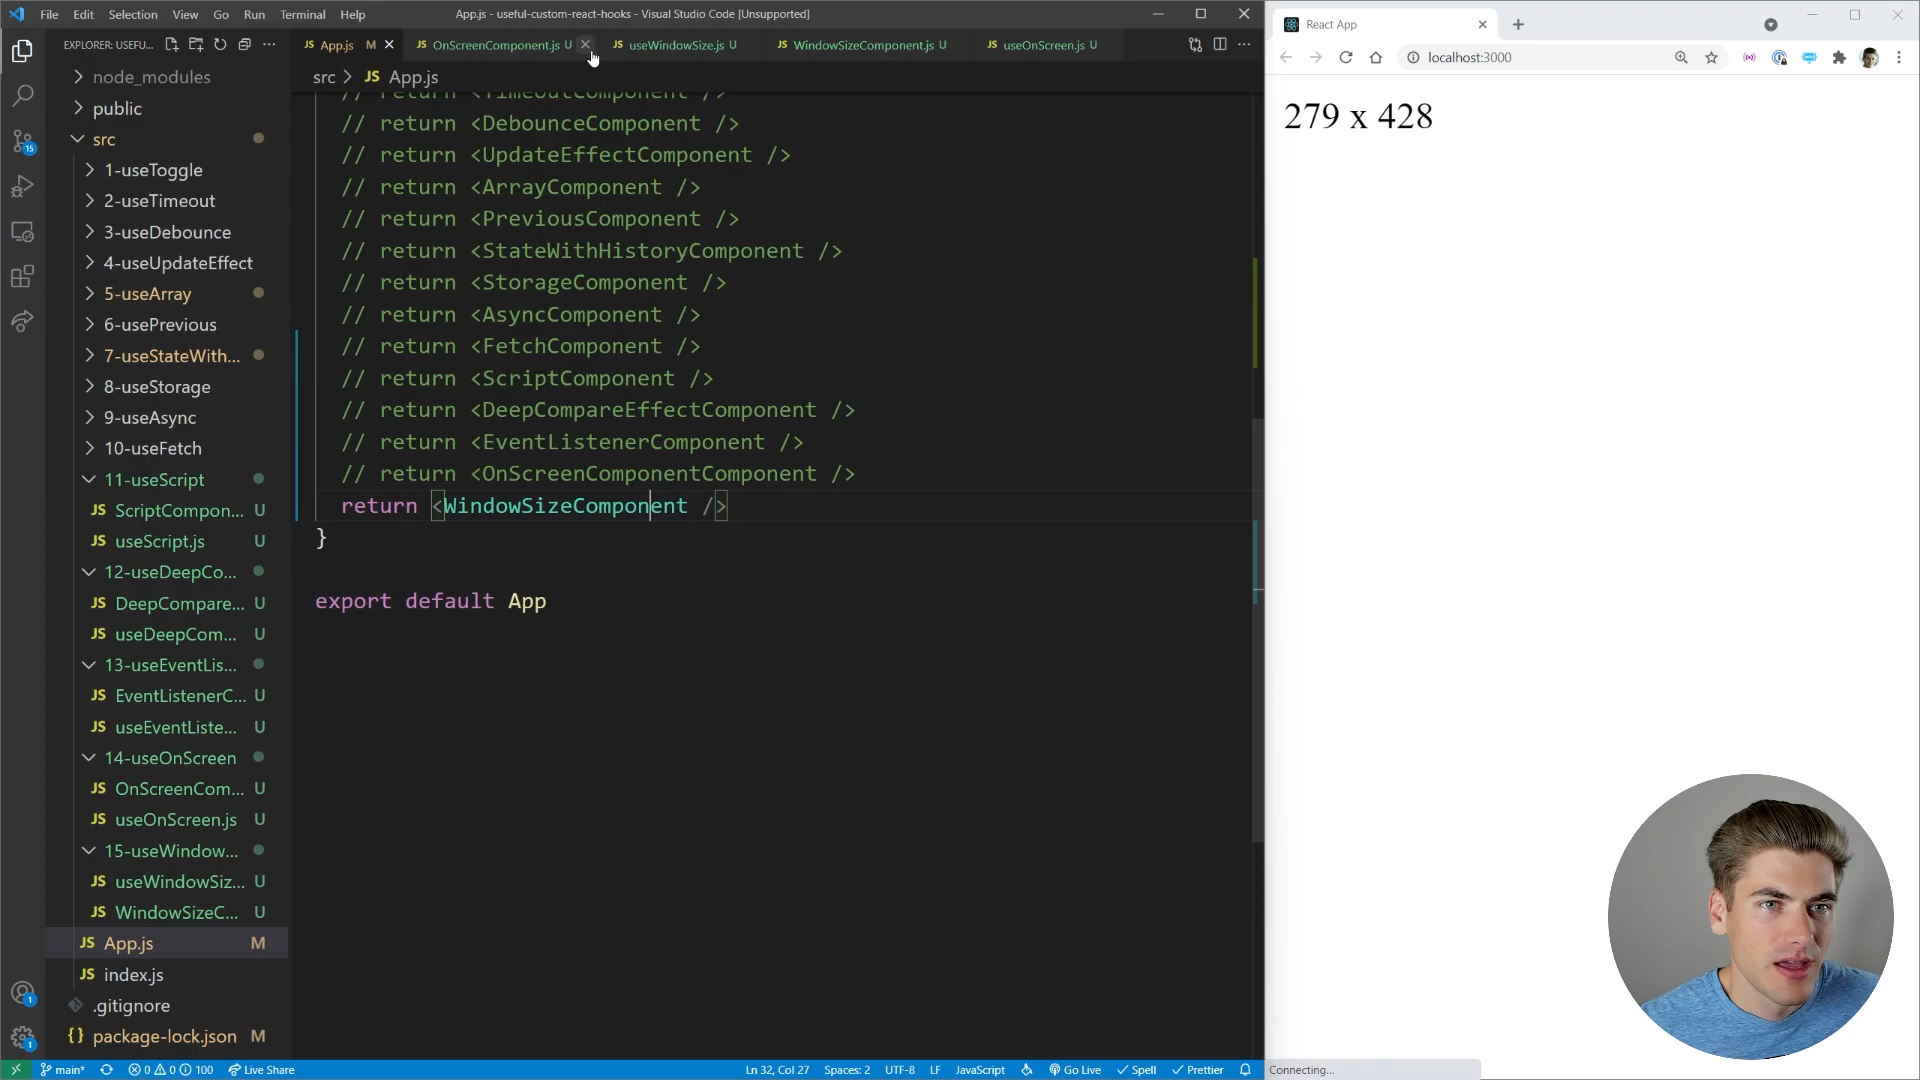 File Edit Selection View Go Run Terminal Help
App.js - useful-custom-react-hooks - Visual Studio Code [Unsupported]
EXPLORER: USEFU...
node_modules
public
src
1-useToggle
2-useTimeout
3-useDebounce
4-useUpdateEffect
5-useArray
6-usePrevious
7-useStateWith...
8-useStorage
9-useAsync
10-useFetch
11-useScript
JS ScriptCompon... U
JS useScript.js U
12-useDeepCo...
JS DeepCompare... U
JS useDeepCom... U
13-useEventLis...
JS EventListenerC... U
JS useEventListe... U
14-useOnScreen
JS OnScreenCom... U
JS useOnScreen.js U
15-useWindow...
JS useWindowSiz... U
JS WindowSizeC... U
JS App.js M
JS index.js
.gitignore
{} package-lock.json M
15
1
1
JS App.js M
JS OnScreenComponent.js U
JS useWindowSize.js U
JS WindowSizeComponent.js U
JS useOnScreen.js U
src > JS App.js
// return <TimeoutComponent />
// return <DebounceComponent />
// return <UpdateEffectComponent />
// return <ArrayComponent />
// return <PreviousComponent />
// return <StateWithHistoryComponent />
// return <StorageComponent />
// return <AsyncComponent />
// return <FetchComponent />
// return <ScriptComponent />
// return <DeepCompareEffectComponent />
// return <EventListenerComponent />
// return <OnScreenComponentComponent />
return <WindowSizeComponent />
}
export default App
main* 0 0 100 Live Share
Ln 32, Col 27 Spaces: 2 UTF-8 LF JavaScript Go Live Spell Prettier
React App
localhost:3000
279 x 428
Connecting...